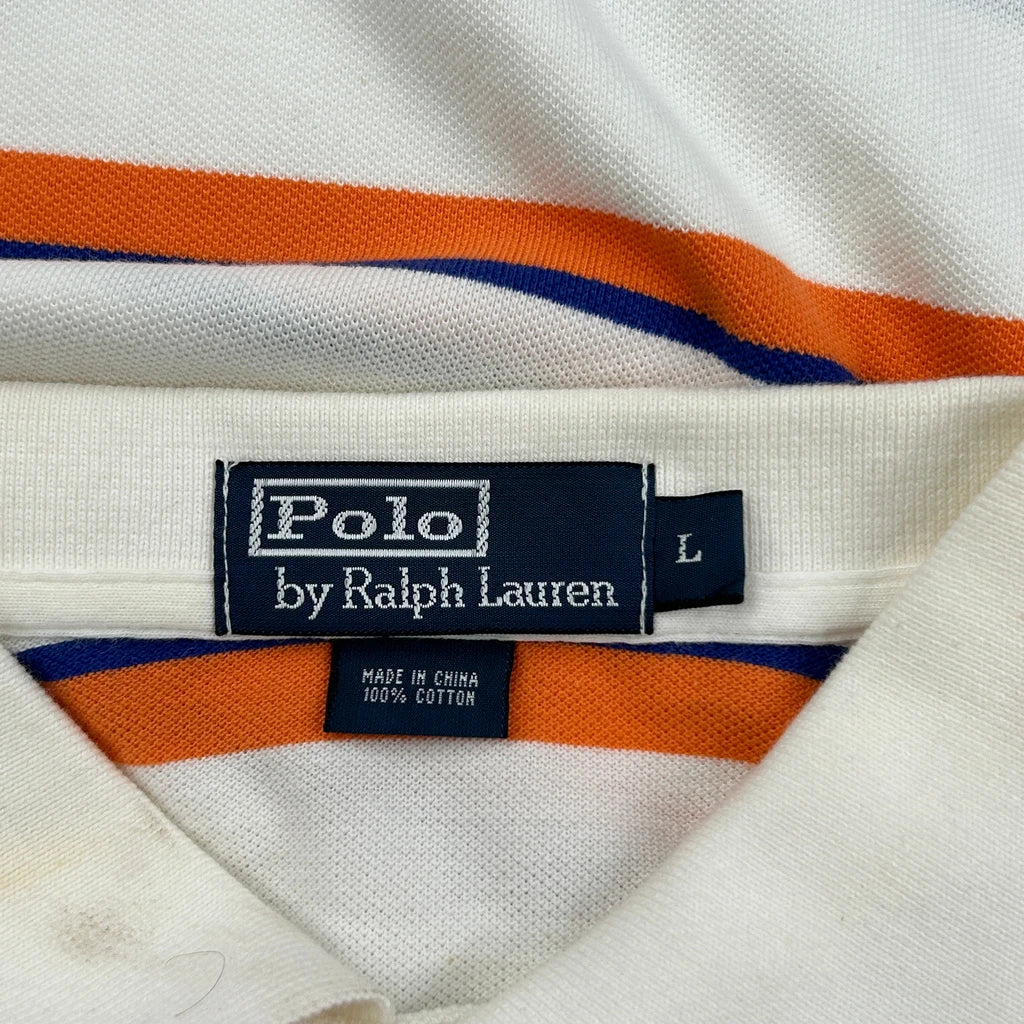 Polo
by Ralph Lauren
L
MADE IN CHINA
100% COTTON